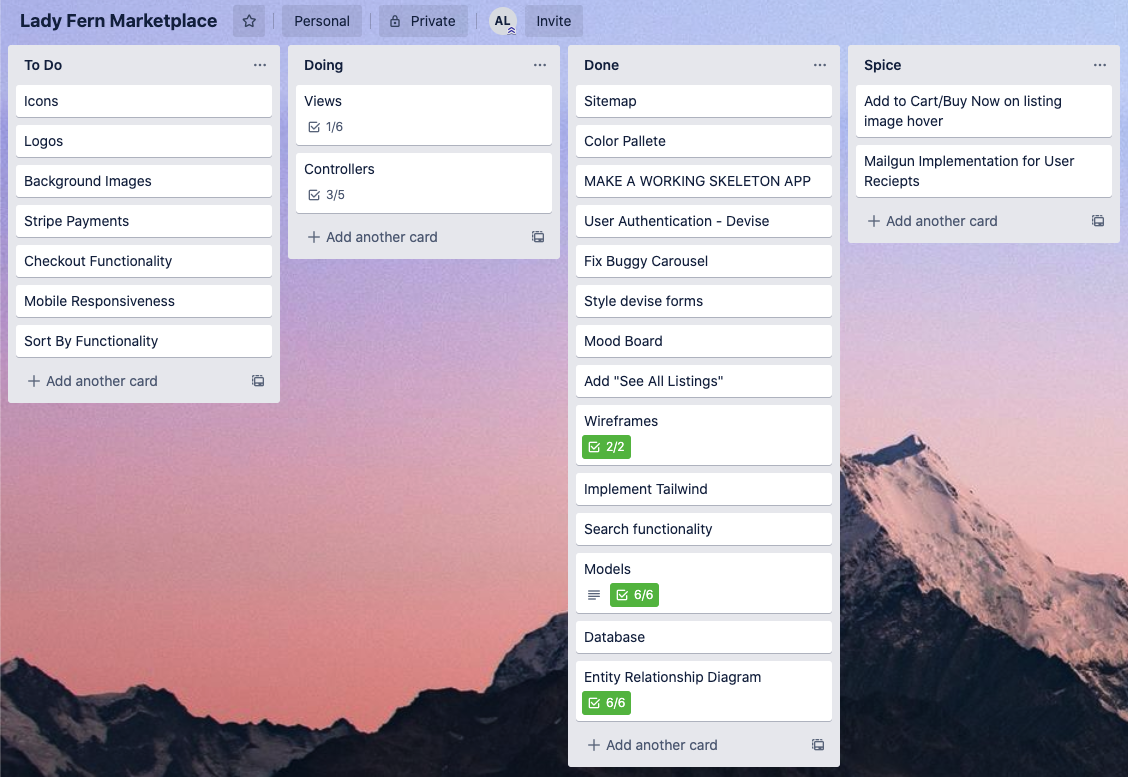 Lady Fern Marketplace
Personal
Private
AL
Invite
To Do
Icons
Logos
Background Images
Stripe Payments
Checkout Functionality
Mobile Responsiveness
Sort By Functionality
Add another card
Doing
Views
1/6
Controllers
3/5
Add another card
Done
Sitemap
Color Pallete
MAKE A WORKING SKELETON APP
User Authentication - Devise
Fix Buggy Carousel
Style devise forms
Mood Board
Add "See All Listings"
Wireframes
2/2
Implement Tailwind
Search functionality
Models
6/6
Database
Entity Relationship Diagram
6/6
Add another card
Spice
Add to Cart/Buy Now on listing
image hover
Mailgun Implementation for User
Reciepts
Add another card